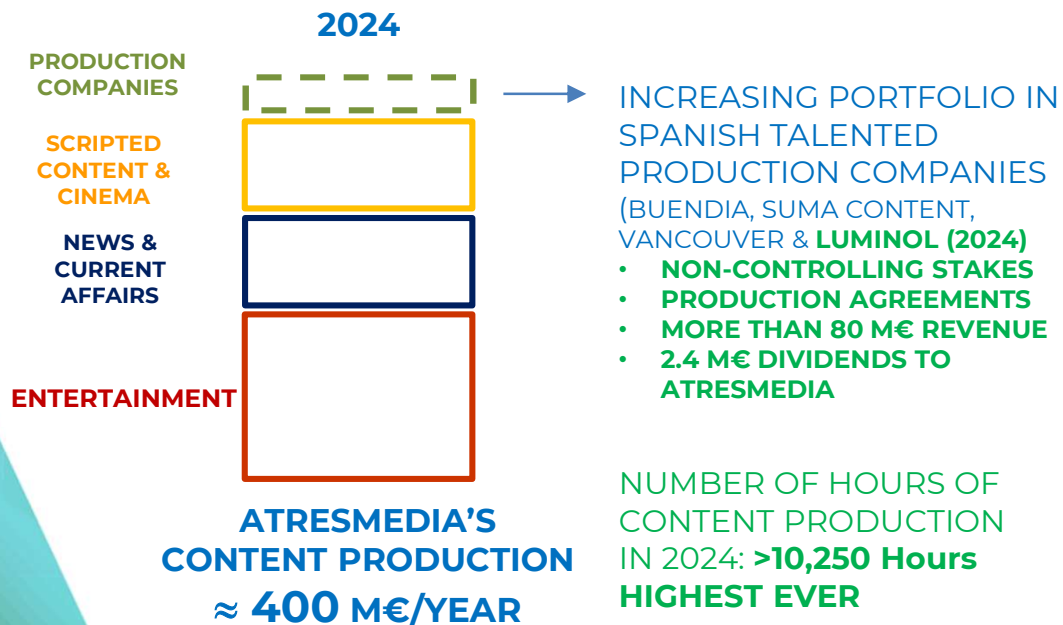 2024
PRODUCTION
COMPANIES
SCRIPTED
CONTENT &
CINEMA
NEWS &
CURRENT
AFFAIRS
ENTERTAINMENT
ATRESMEDIA’S
CONTENT PRODUCTION
≈ 400 M€/YEAR
INCREASING PORTFOLIO IN
SPANISH TALENTED
PRODUCTION COMPANIES
(BUENDIA, SUMA CONTENT,
VANCOUVER & LUMINOL (2024)
• NON-CONTROLLING STAKES
• PRODUCTION AGREEMENTS
• MORE THAN 80 M€ REVENUE
• 2.4 M€ DIVIDENDS TO
ATRESMEDIA
NUMBER OF HOURS OF
CONTENT PRODUCTION
IN 2024: >10,250 Hours
HIGHEST EVER